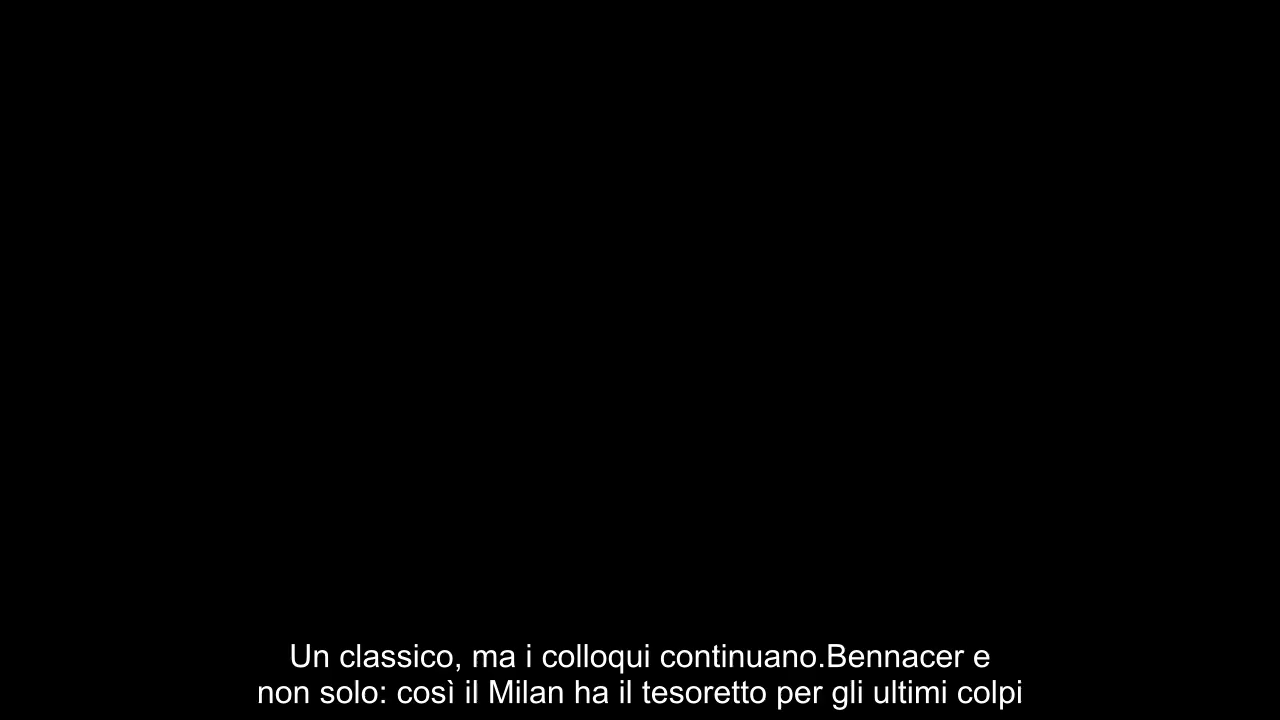 Un classico, ma i colloqui continuano.Bennacer e
non solo: così il Milan ha il tesoretto per gli ultimi colpi